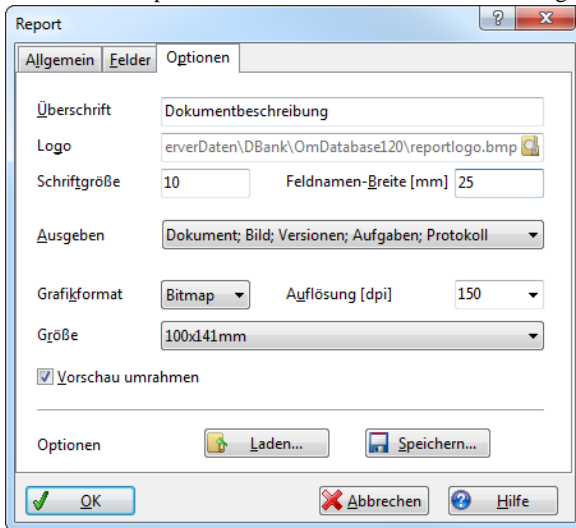 Report
Allgemein Felder Optionen
Überschrift Dokumentbeschreibung
Logo erverDaten\DBank\OmDatabase120\reportlogo.bmp
Schriftgröße 10 Feldnamen-Breite [mm] 25
Ausgeben Dokument; Bild; Versionen; Aufgaben; Protokoll
Grafikformat Bitmap Auflösung [dpi] 150
Größe 100x141mm
Vorschau umrahmen
Optionen Laden... Speichern...
OK Abbrechen Hilfe